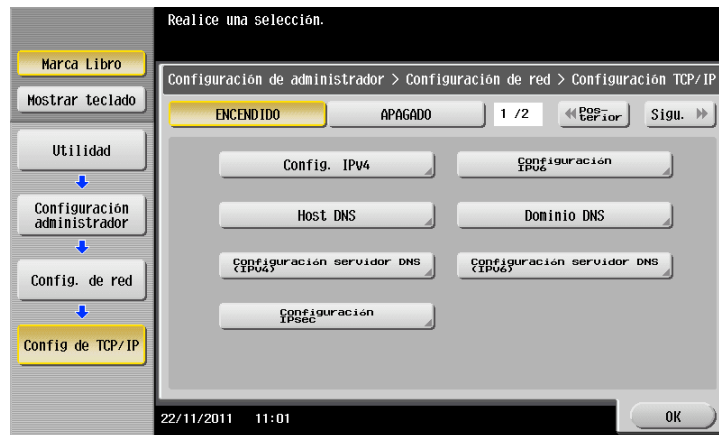 Realice una selección.
Marca Libro
Mostrar teclado
Utilidad
Configuración
administrador
Config. de red
Config de TCP/IP
Configuración de administrador > Configuración de red > Configuración TCP/IP
ENCENDIDO
APAGADO
1 /2
Pos-
terior
Sigu.
Config. IPv4
Configuración
IPv6
Host DNS
Dominio DNS
Configuración servidor DNS
(IPv4)
Configuración servidor DNS
(IPv6)
Configuración
IPsec
22/11/2011 11:01
OK